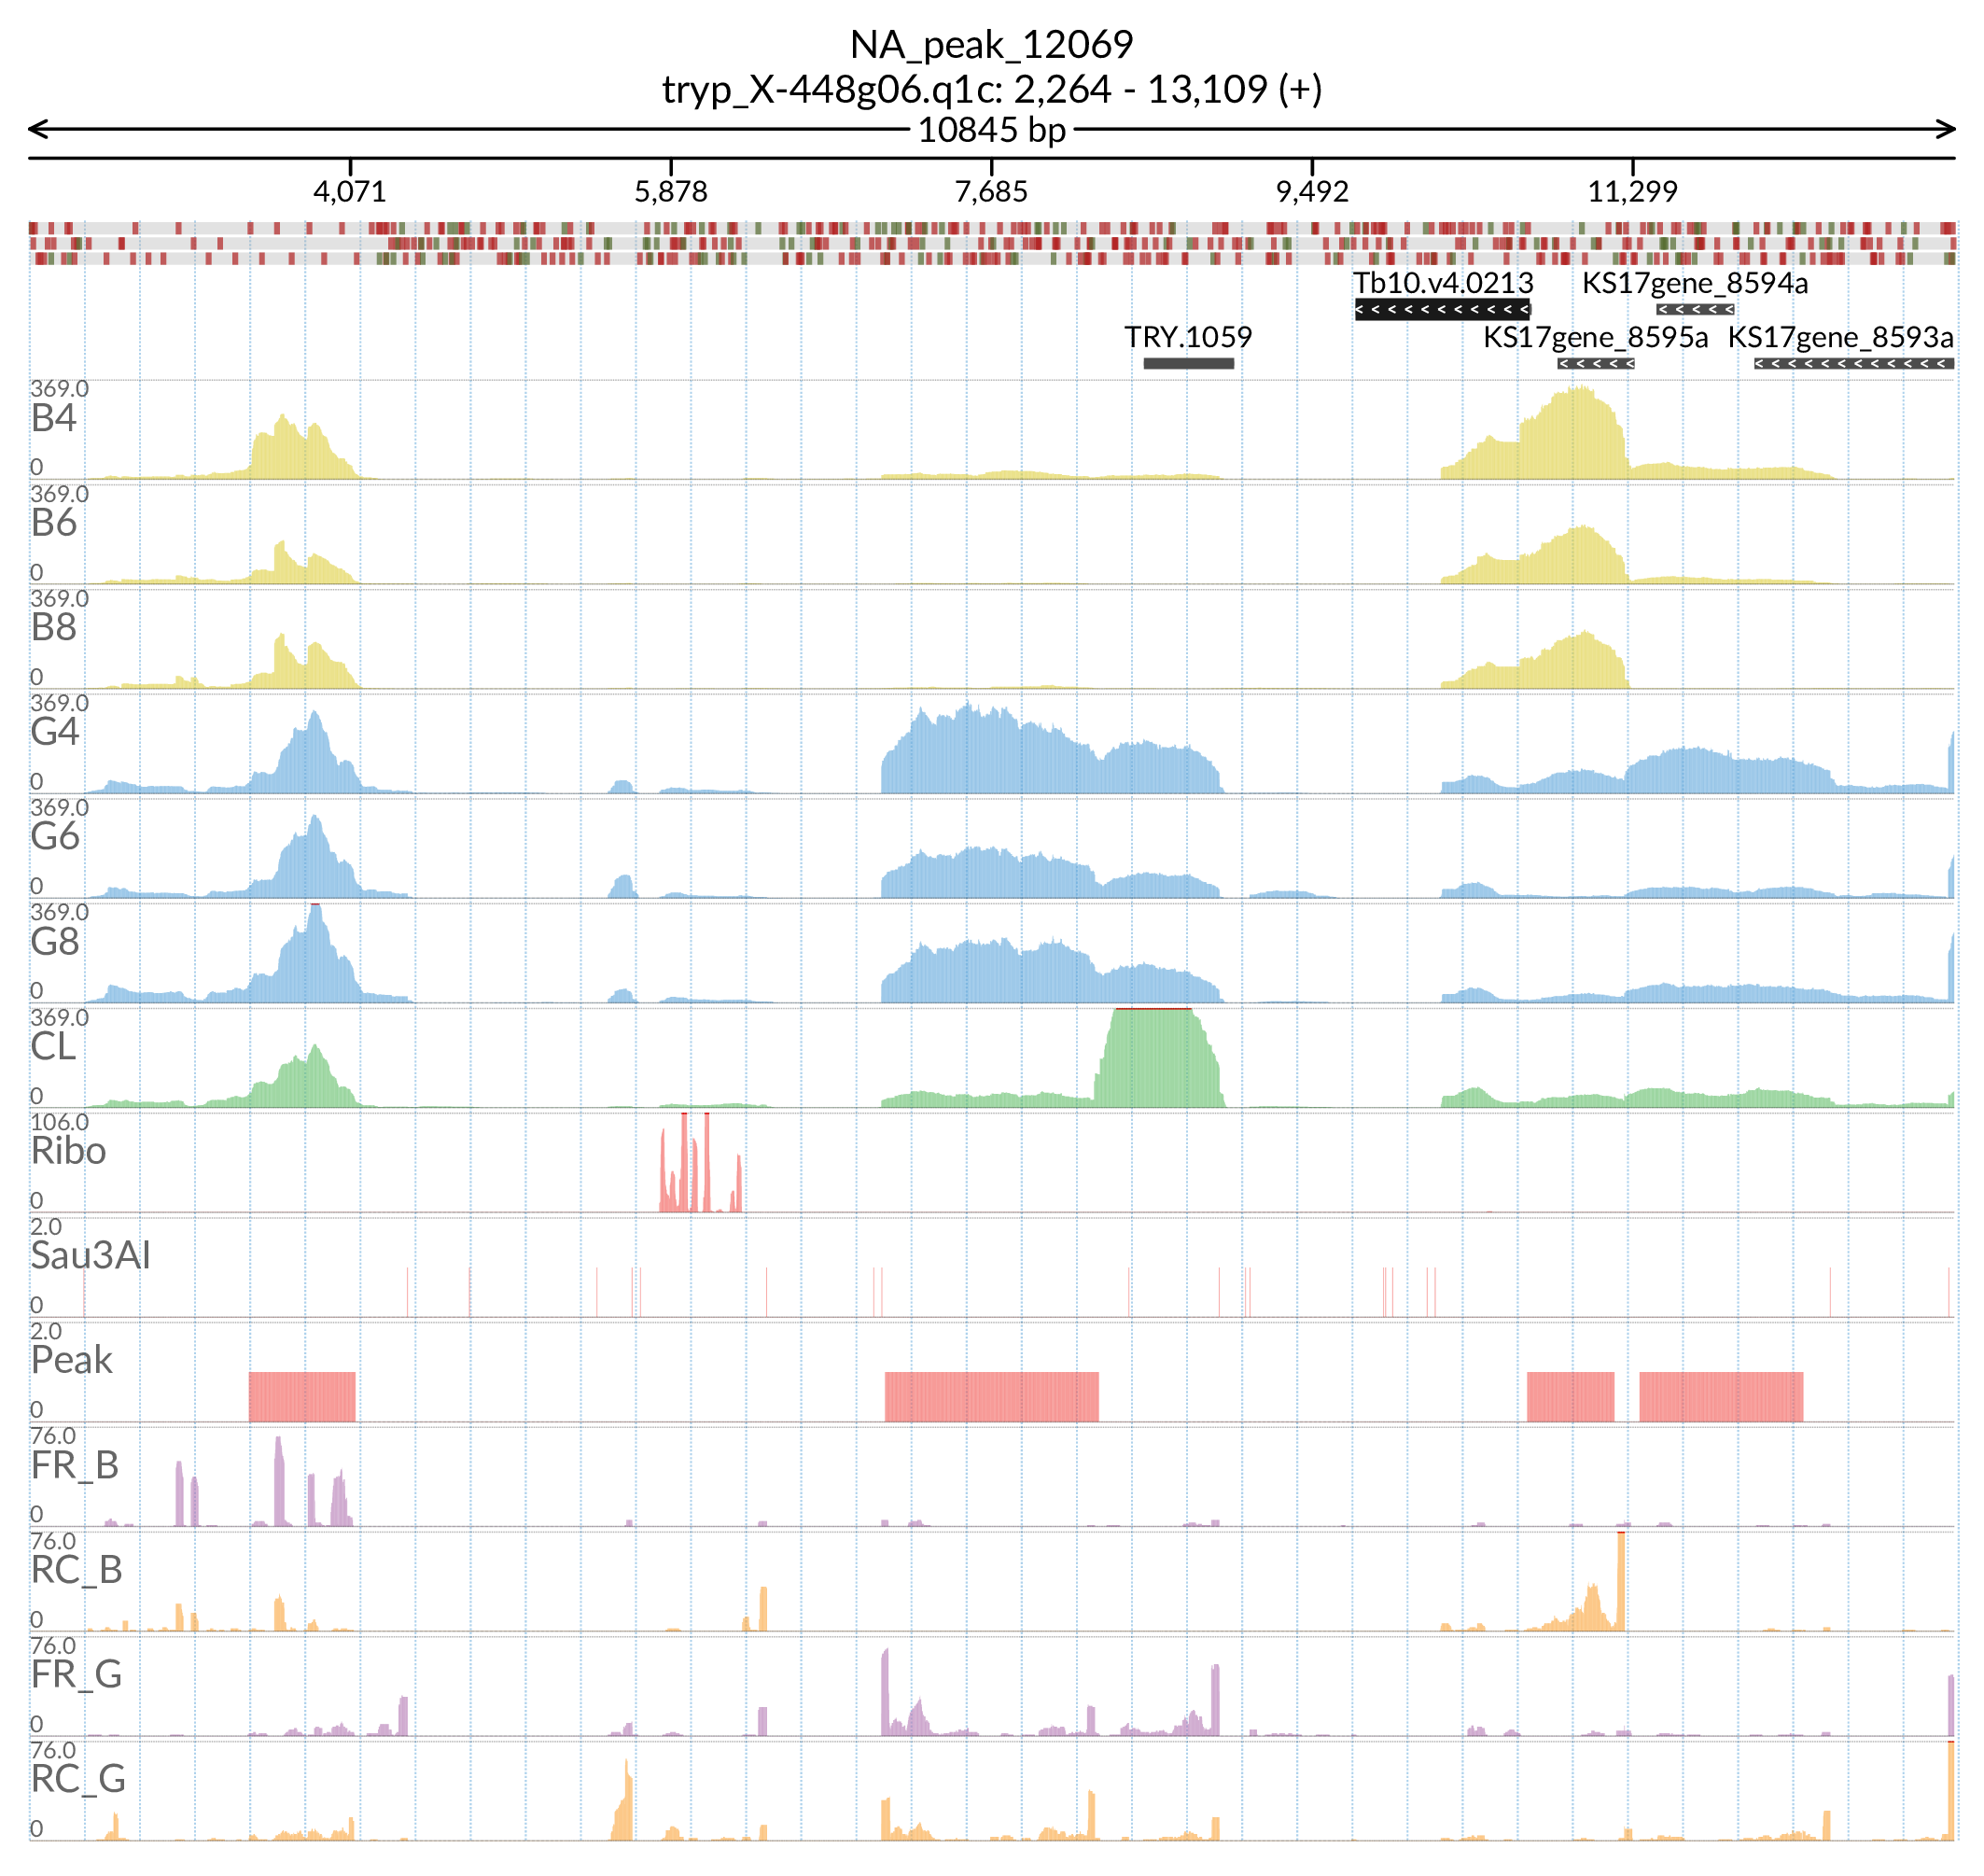 NA_peak_12069
tryp_X-448g06.q1c: 2,264 - 13,109 (+)
10845 bp
4,071 5,878 7,685 9,492 11,299
Tb10.v4.0213 KS17gene_8594a
TRY.1059 KS17gene_8595a KS17gene_8593a
369.0
B4
0
369.0
B6
0
369.0
B8
0
369.0
G4
0
369.0
G6
0
369.0
G8
0
369.0
CL
0
106.0
Ribo
0
2.0
Sau3AI
0
2.0
Peak
0
76.0
FR_B
0
76.0
RC_B
0
76.0
FR_G
0
76.0
RC_G
0